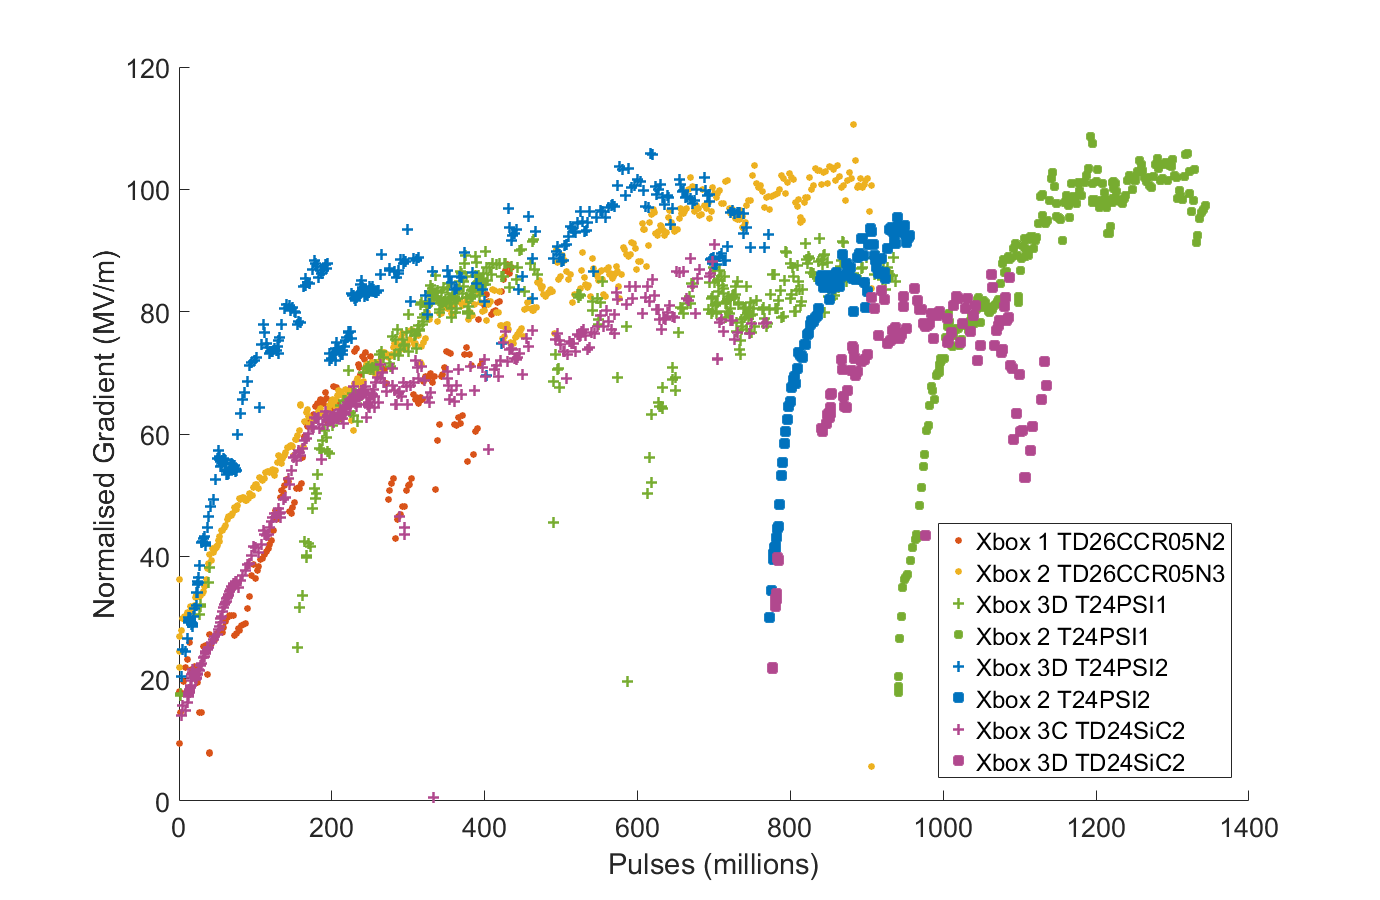 120
100
80
60
40
20
0
Normalised Gradient (MV/m)
0 200 400 600 800 1000 1200 1400
Pulses (millions)
Xbox 1 TD26CCR05N2
Xbox 2 TD26CCR05N3
Xbox 3D T24PSI1
Xbox 2 T24PSI1
Xbox 3D T24PSI2
Xbox 2 T24PSI2
Xbox 3C TD24SiC2
Xbox 3D TD24SiC2